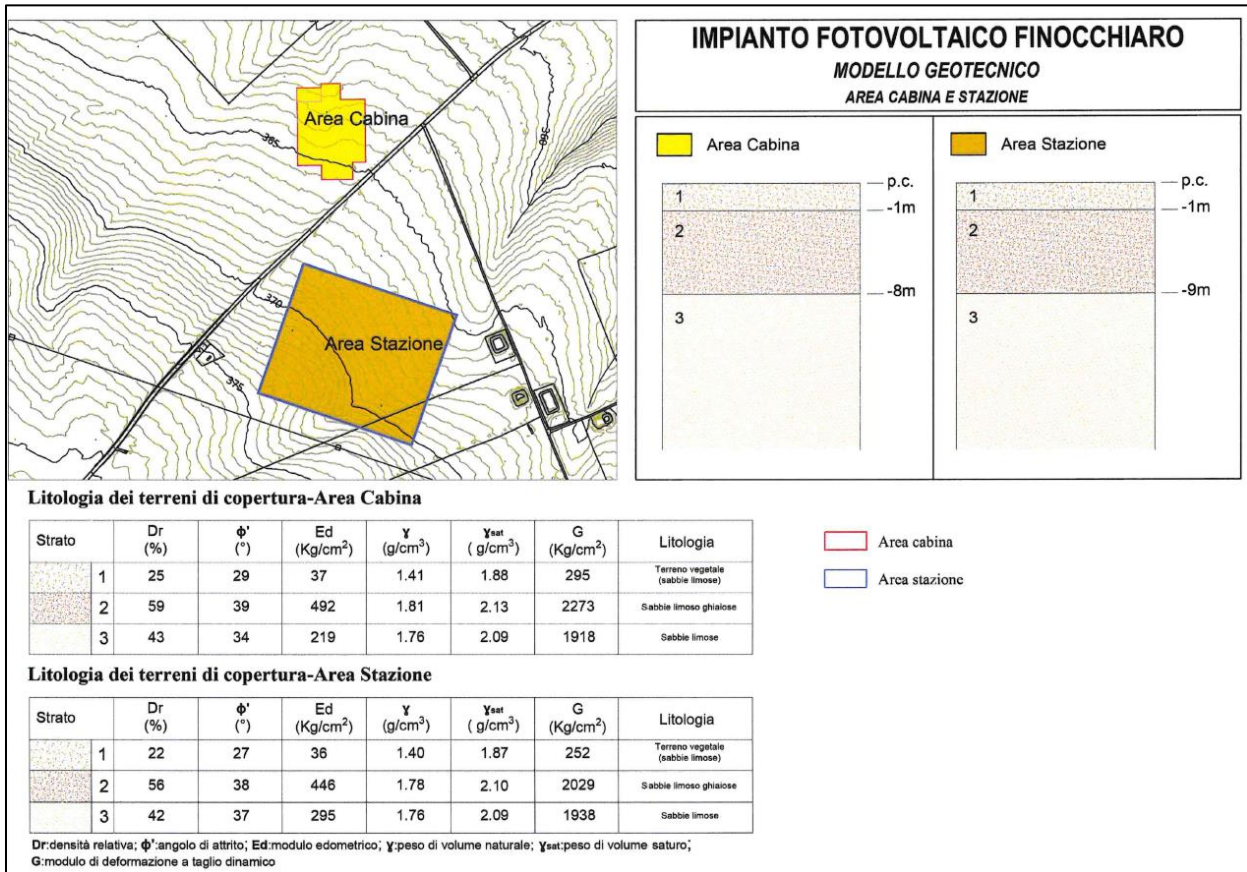 Area Cabina
365
360
370
Area Stazione
375
IMPIANTO FOTOVOLTAICO FINOCCHIARO
MODELLO GEOTECNICO
AREA CABINA E STAZIONE
Area Cabina
1
2
3
p.c.
-1m
-8m
Area Stazione
1
2
3
p.c.
-1m
-9m
Litologia dei terreni di copertura-Area Cabina
Strato Dr (%) ϕ' (°) Ed (Kg/cm²) ɣ (g/cm³) ɣsat ( g/cm³) G (Kg/cm²) Litologia
1 25 29 37 1.41 1.88 295 Terreno vegetale (sabbie limose)
2 59 39 492 1.81 2.13 2273 Sabbie limoso ghiaiose
3 43 34 219 1.76 2.09 1918 Sabbie limose
Area cabina
Area stazione
Litologia dei terreni di copertura-Area Stazione
Strato Dr (%) ϕ' (°) Ed (Kg/cm²) ɣ (g/cm³) ɣsat ( g/cm³) G (Kg/cm²) Litologia
1 22 27 36 1.40 1.87 252 Terreno vegetale (sabbie limose)
2 56 38 446 1.78 2.10 2029 Sabbie limoso ghiaiose
3 42 37 295 1.76 2.09 1938 Sabbie limose
Dr:densità relativa; ϕ':angolo di attrito; Ed:modulo edometrico; ɣ:peso di volume naturale; ɣsat:peso di volume saturo;
G:modulo di deformazione a taglio dinamico